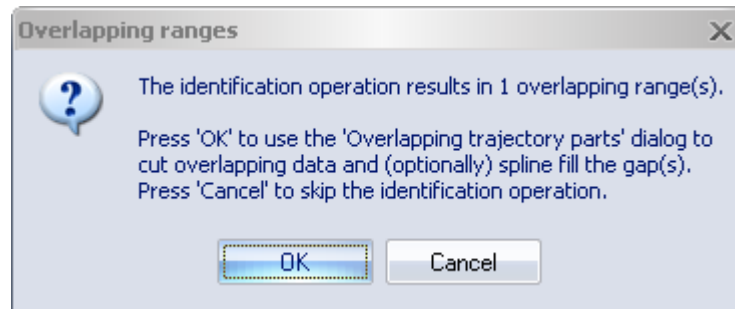 Overlapping ranges
The identification operation results in 1 overlapping range(s).
Press 'OK' to use the 'Overlapping trajectory parts' dialog to
cut overlapping data and (optionally) spline fill the gap(s).
Press 'Cancel' to skip the identification operation.
OK
Cancel